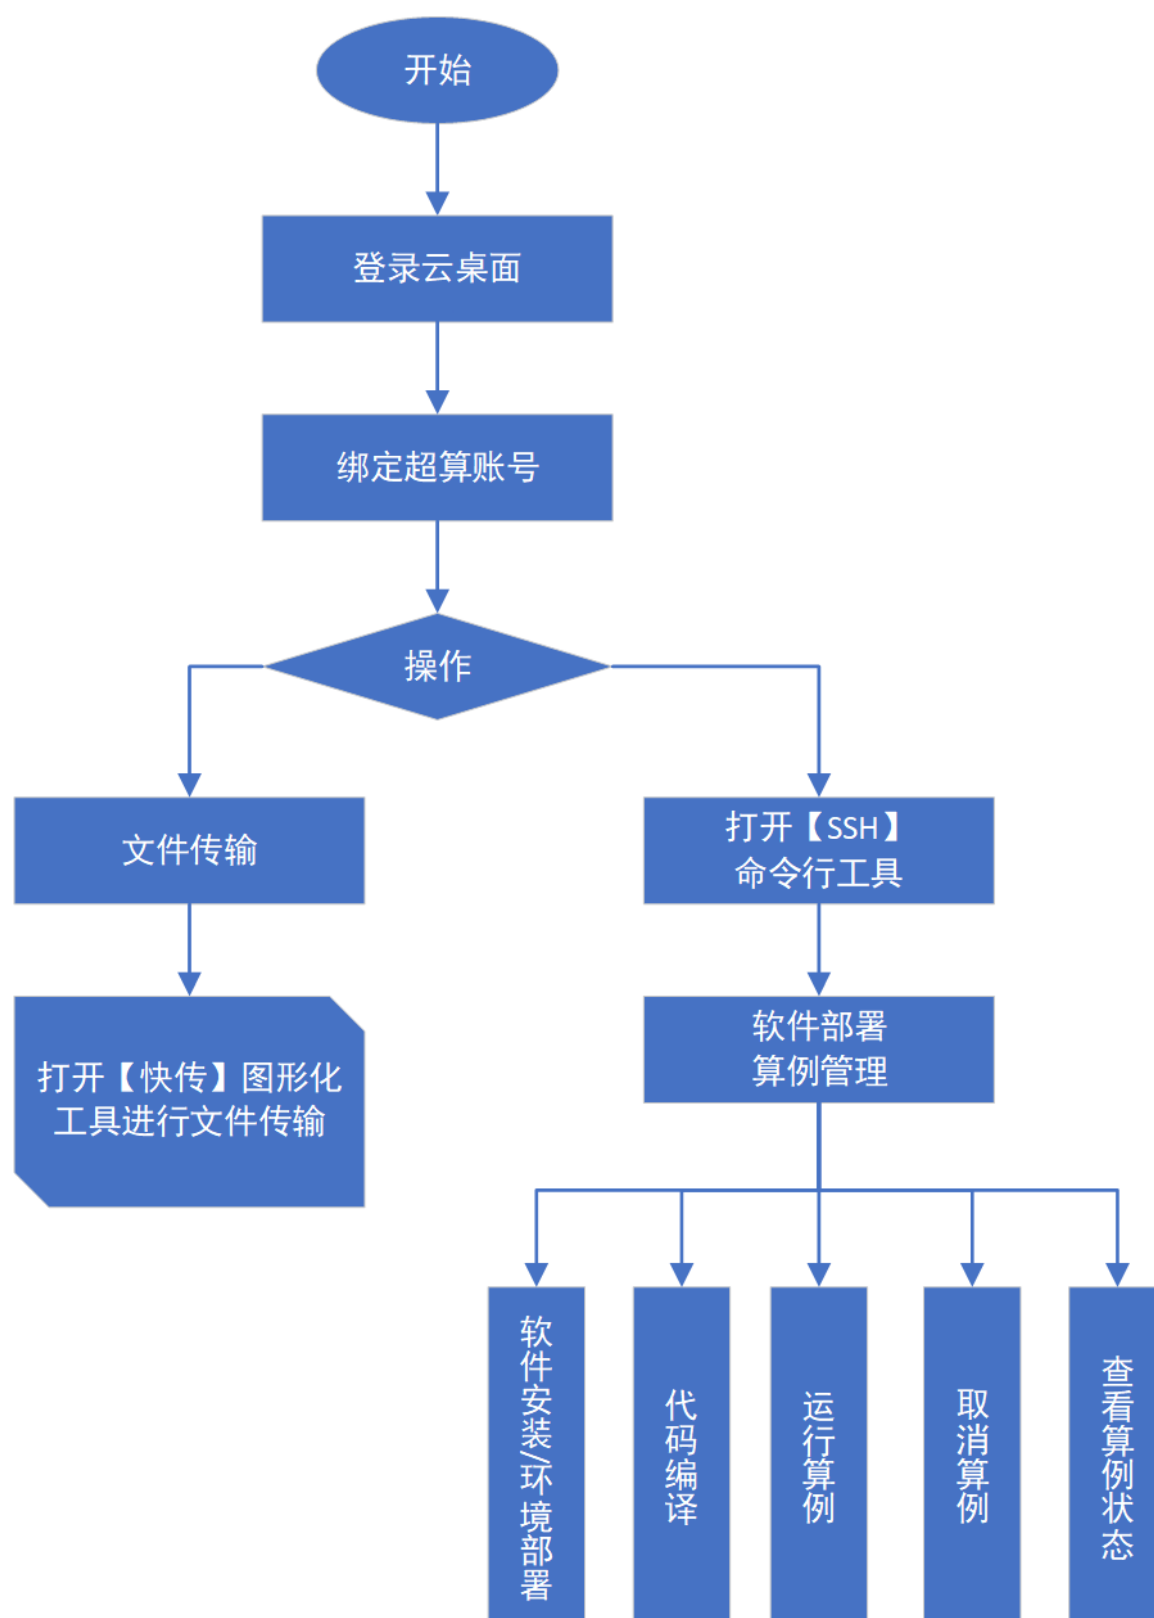 开始
登录云桌面
绑定超算账号
操作
文件传输
打开【SSH】
命令行工具
打开【快传】图形化
工具进行文件传输
软件部署
算例管理
软件安装/环境部署
代码编译
运行算例
取消算例
查看算例状态